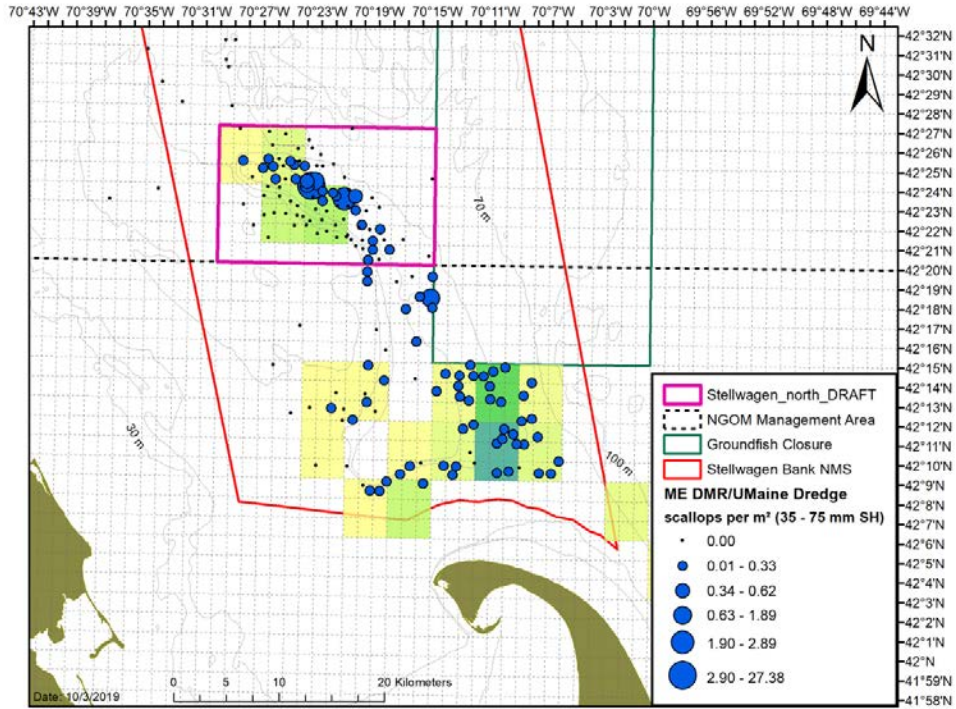 70°43'W 70°39'W 70°35'W 70°31'W 70°27'W 70°23'W 70°19'W 70°15'W 70°11'W 70°7'W 70°3'W 70°W 69°56'W 69°52'W 69°48'W 69°44'W
N
42°32'N
42°31'N
42°30'N
42°29'N
42°28'N
42°27'N
42°26'N
42°25'N
42°24'N
42°23'N
42°22'N
42°21'N
42°20'N
42°19'N
42°18'N
42°17'N
42°16'N
42°15'N
42°14'N
42°13'N
42°12'N
42°11'N
42°10'N
42°9'N
42°8'N
42°7'N
42°6'N
42°5'N
42°4'N
42°3'N
42°2'N
42°1'N
42°N
41°59'N
41°58'N
70 m
30 m
100 m
Stellwagen_north_DRAFT
NGOM Management Area
Groundfish Closure
Stellwagen Bank NMS
ME DMR/UMaine Dredge
scallops per m² (35 - 75 mm SH)
0.00
0.01 - 0.33
0.34 - 0.62
0.63 - 1.89
1.90 - 2.89
2.90 - 27.38
0 5 10 20 Kilometers
Date: 10/3/2019